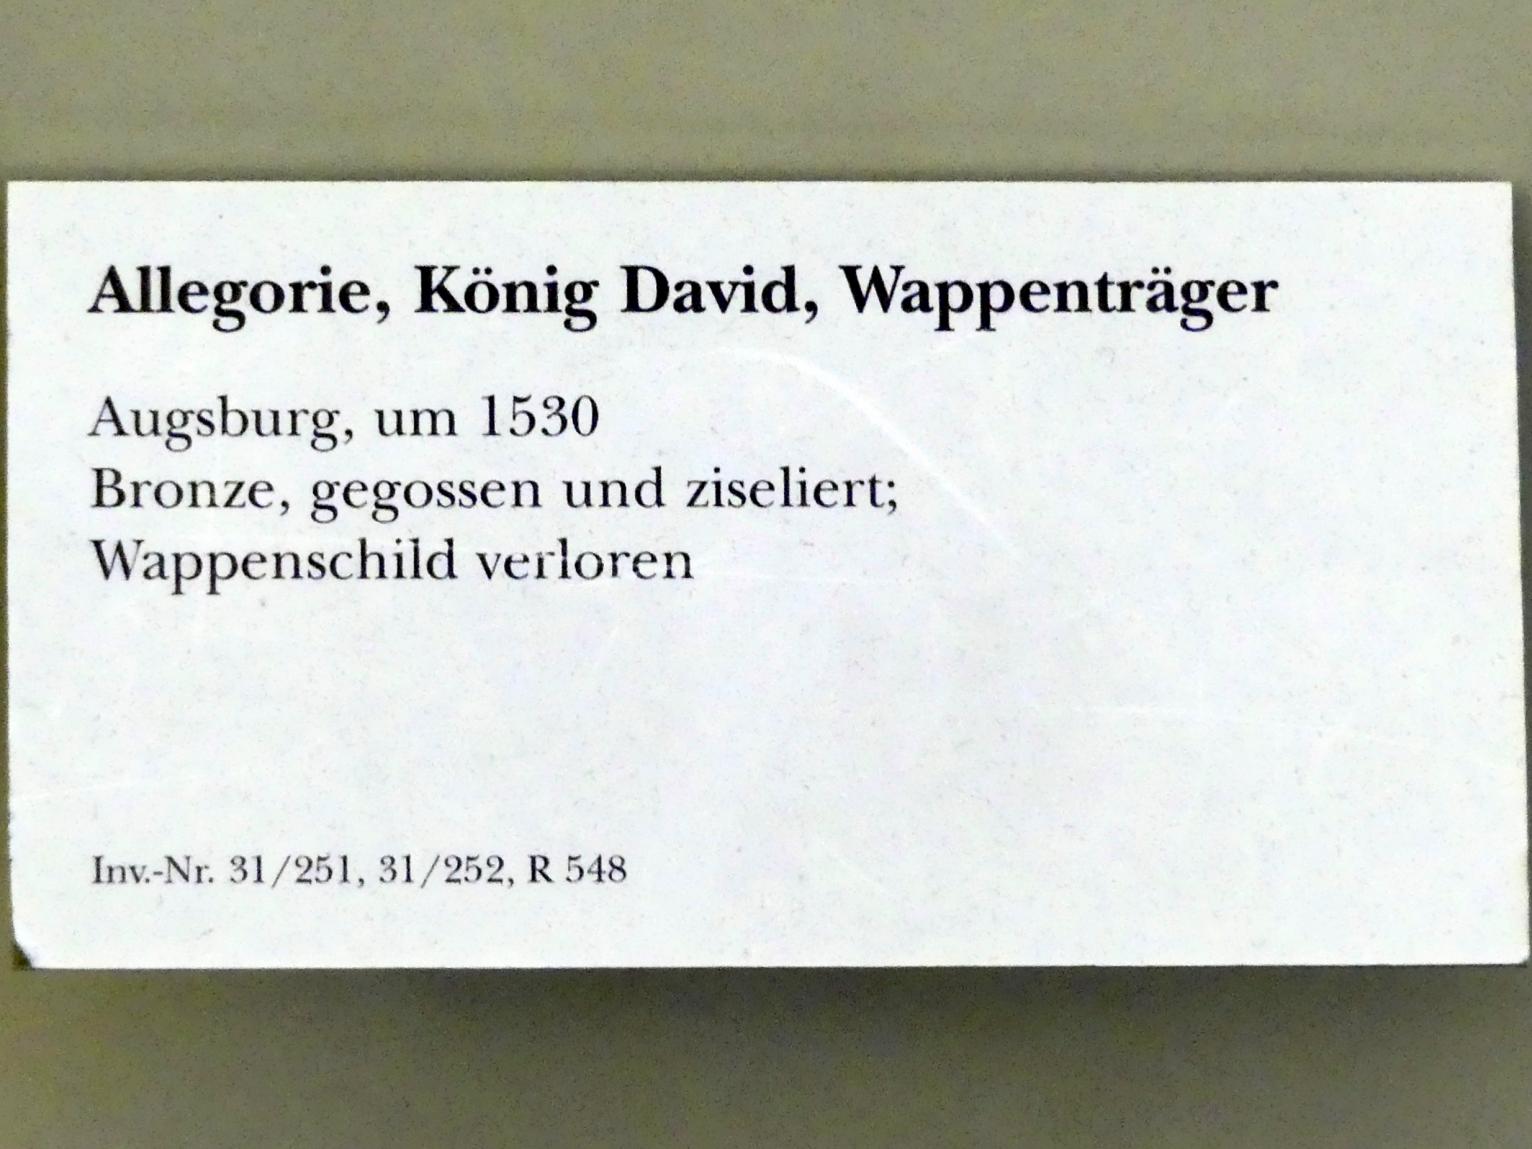 Allegorie, König David, Wappenträger
Augsburg, um 1530
Bronze, gegossen und ziseliert;
Wappenschild verloren
Inv.-Nr. 31/251, 31/252, R 548